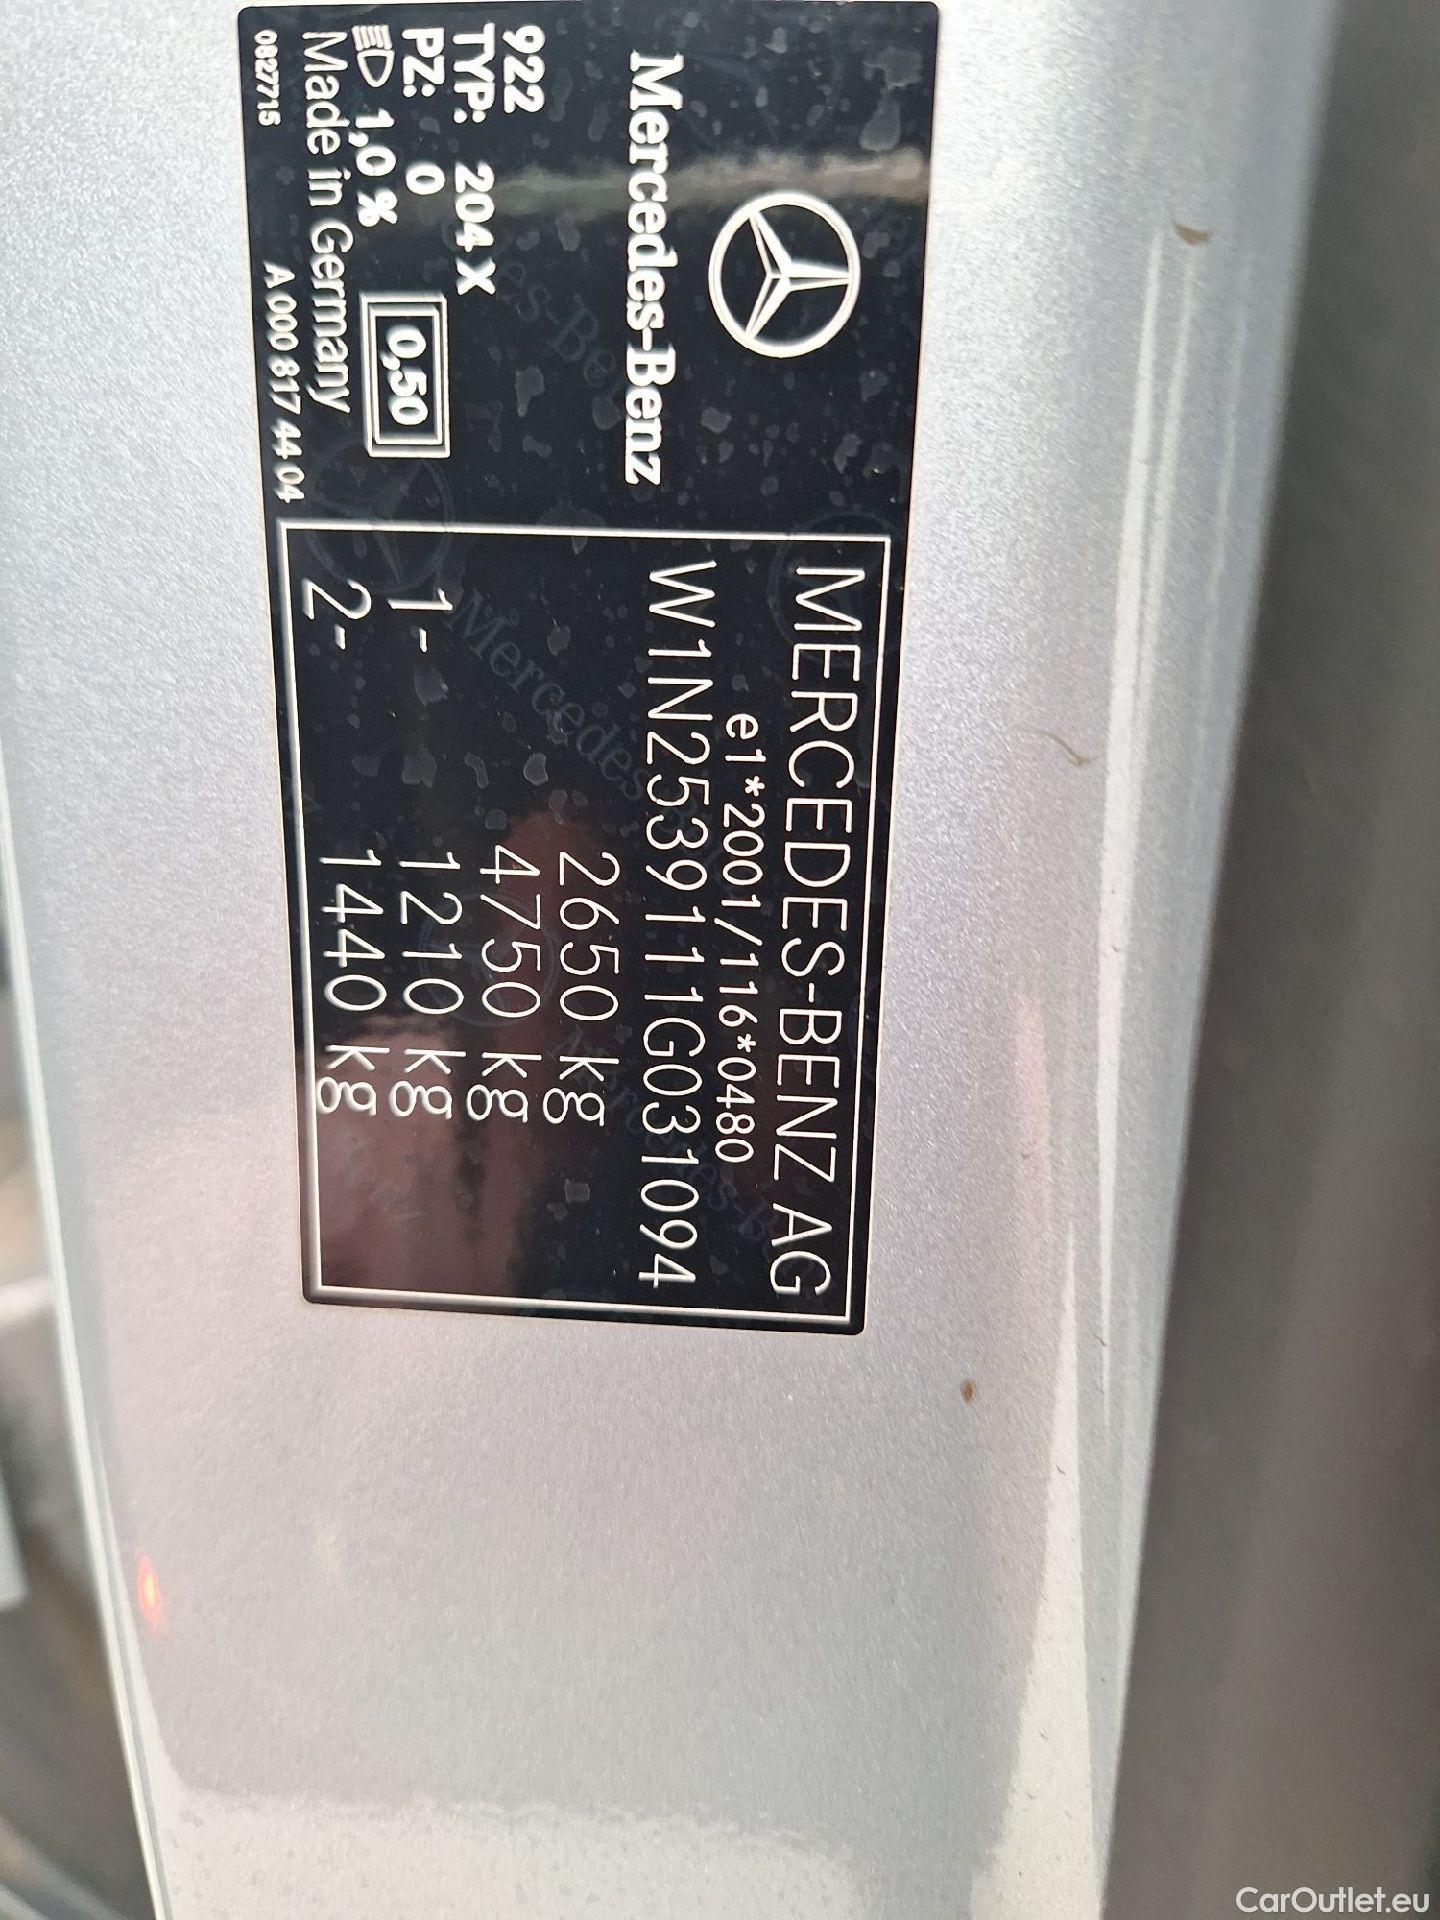 Mercedes-Benz
922
TYP: 204 X
PZ: 0
1,0 % 0,50
Made in Germany
0827715 A 000 817 44 04
MERCEDES-BENZ AG
e1*2001/116*0480
W1N2539111G031094
2650 kg
4750 kg
1- 1210 kg
2- 1440 kg
CarOutlet.eu